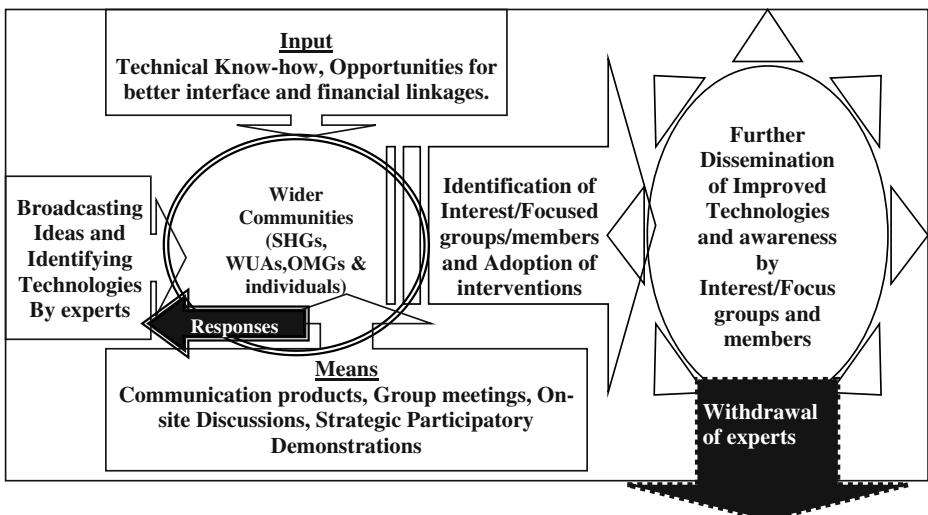 Input
Technical Know-how, Opportunities for
better interface and financial linkages.
Broadcasting
Ideas and
Identifying
Technologies
By experts
Wider
Communities
(SHGs,
WUAs,OMGs &
individuals)
Responses
Means
Communication products, Group meetings, On-
site Discussions, Strategic Participatory
Demonstrations
Identification of
Interest/Focused
groups/members
and Adoption of
interventions
Further
Dissemination
of Improved
Technologies
and awareness
by
Interest/Focus
groups and
members
Withdrawal
of experts